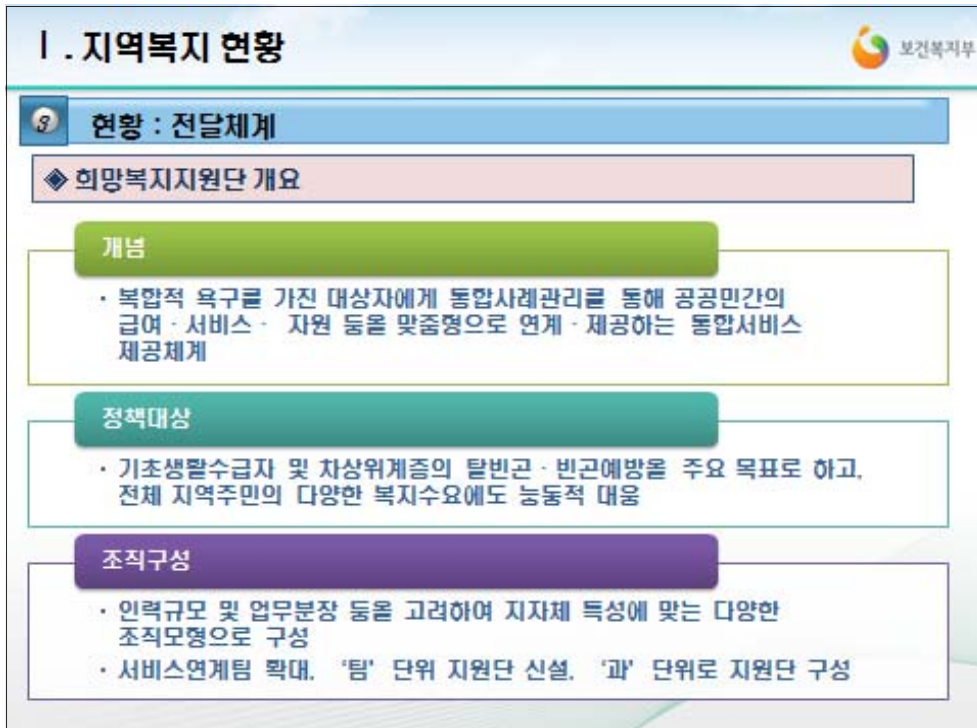 Ⅰ. 지역복지 현황
보건복지부
3 현황 : 전달체계
◈ 희망복지지원단 개요
개념
· 복합적 욕구를 가진 대상자에게 통합사례관리를 통해 공공민간의
급여 · 서비스 · 자원 등을 맞춤형으로 연계 · 제공하는 통합서비스
제공체계
정책대상
· 기초생활수급자 및 차상위계층의 탈빈곤 · 빈곤예방을 주요 목표로 하고,
전체 지역주민의 다양한 복지수요에도 능동적 대응
조직구성
· 인력규모 및 업무분장 등을 고려하여 지자체 특성에 맞는 다양한
조직모형으로 구성
· 서비스연계팀 확대, ‘팀’ 단위 지원단 신설, ‘과’ 단위로 지원단 구성